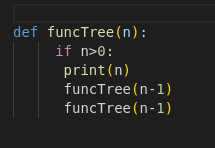 def funcTree(n):
     if n>0:
      print(n)
      funcTree(n-1)
      funcTree(n-1)